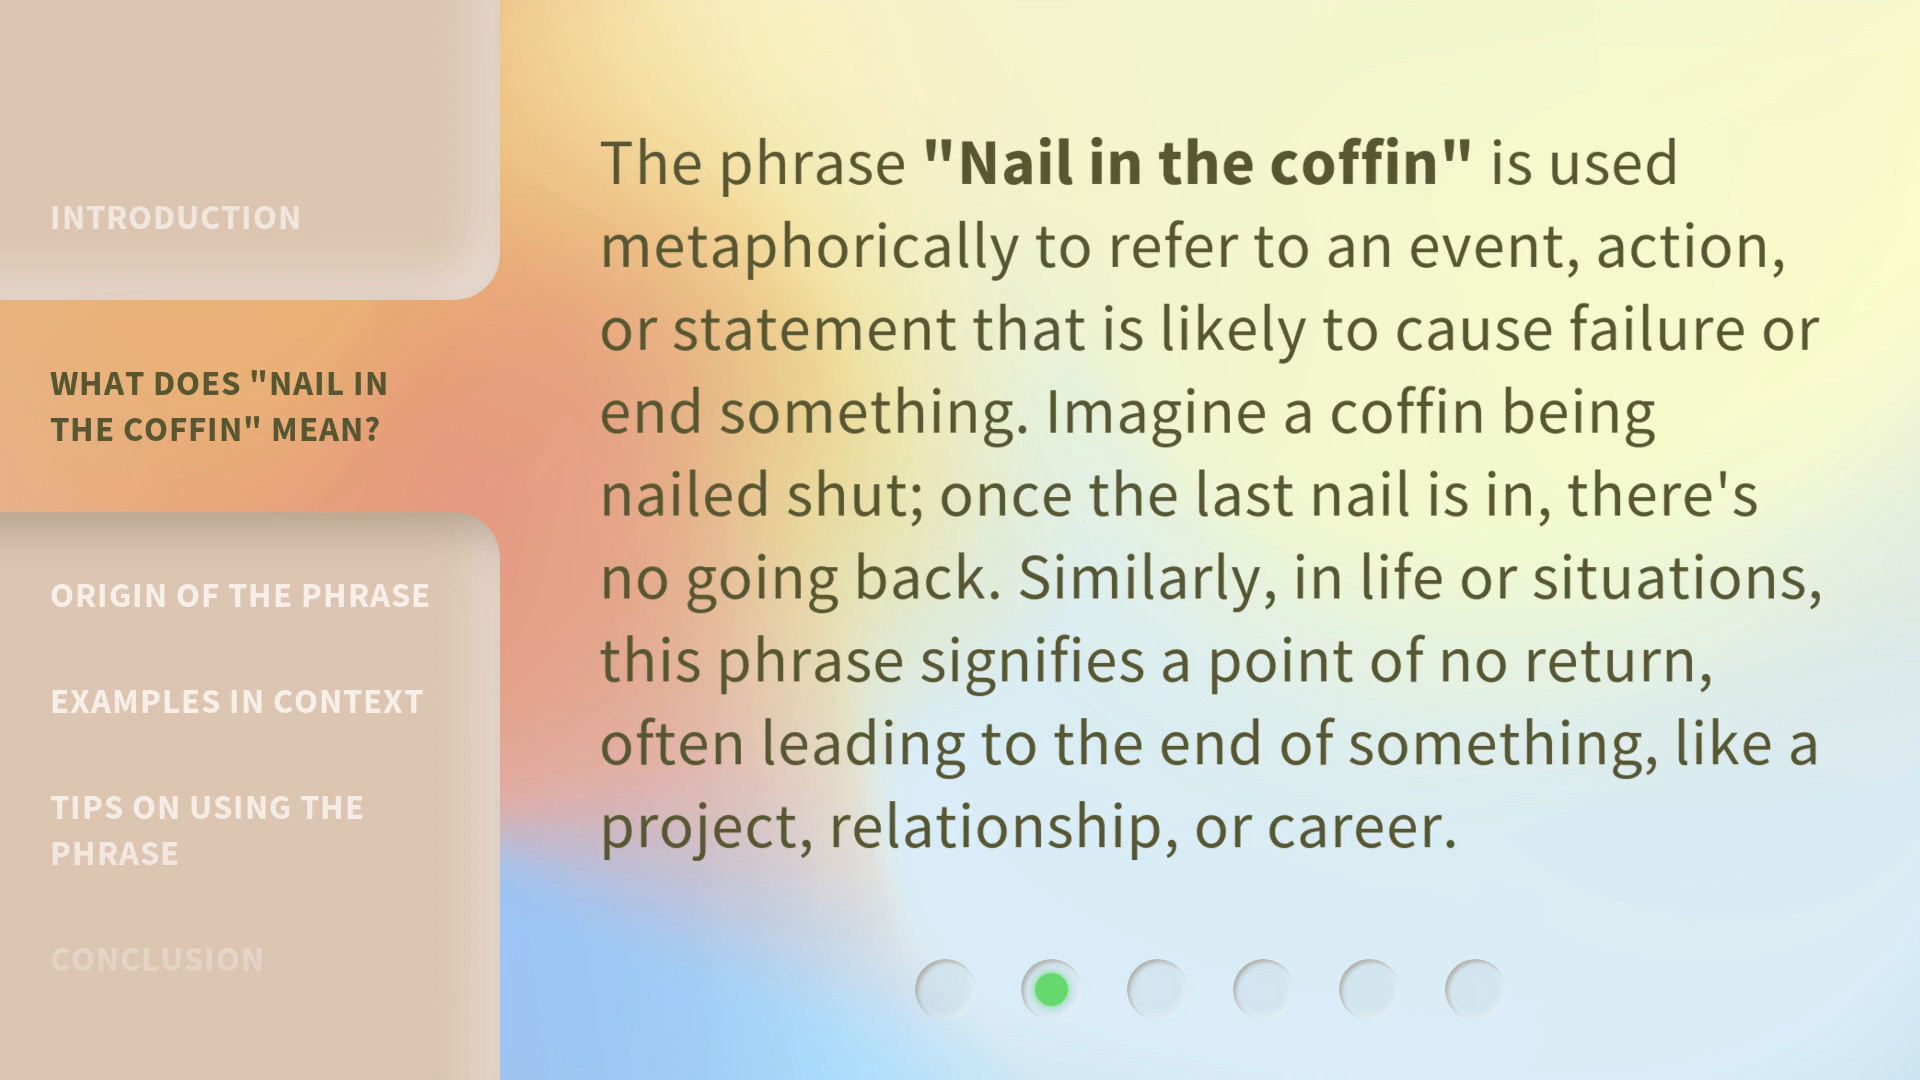 INTRODUCTION
WHAT DOES "NAIL IN
THE COFFIN" MEAN?
ORIGIN OF THE PHRASE
EXAMPLES IN CONTEXT
TIPS ON USING THE
PHRASE
CONCLUSION
The phrase "Nail in the coffin" is used
metaphorically to refer to an event, action,
or statement that is likely to cause failure or
end something. Imagine a coffin being
nailed shut; once the last nail is in, there's
no going back. Similarly, in life or situations,
this phrase signifies a point of no return,
often leading to the end of something, like a
project, relationship, or career.